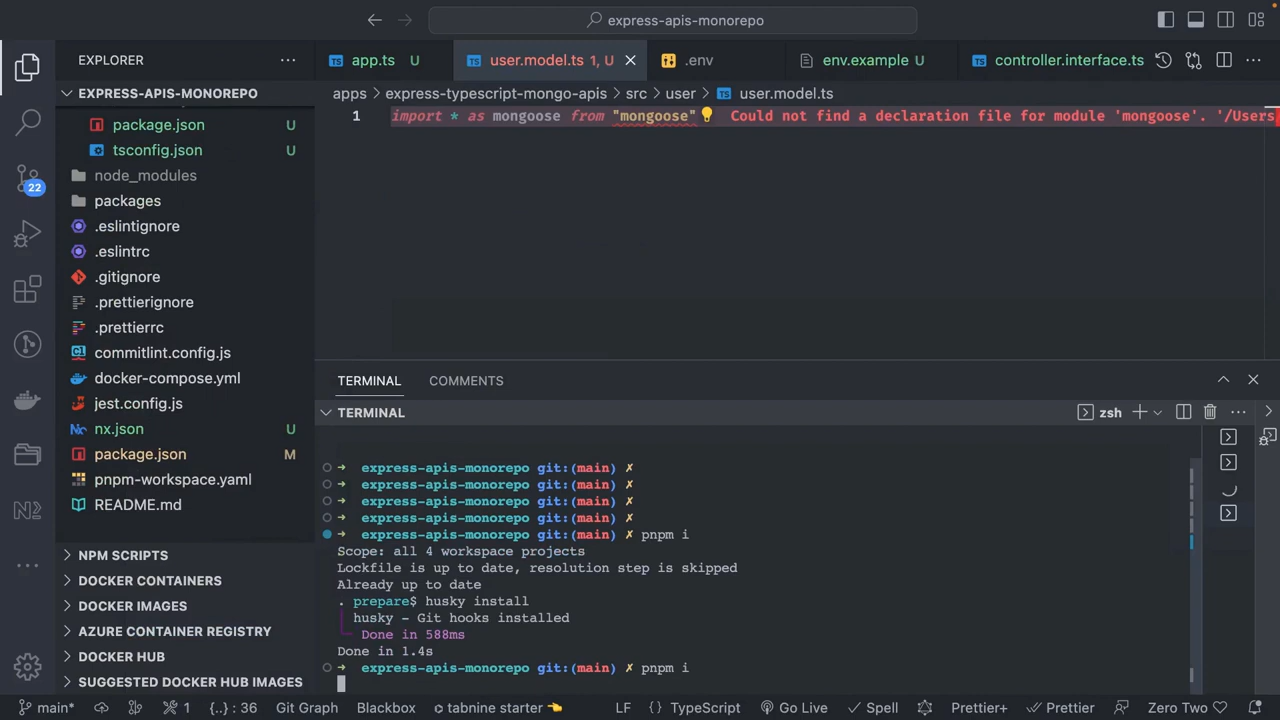 express-apis-monorepo
EXPLORER
app.ts U
user.model.ts 1, U
.env
env.example U
controller.interface.ts
EXPRESS-APIS-MONOREPO
package.json U
tsconfig.json U
node_modules
packages
.eslintignore
.eslintrc
.gitignore
.prettierignore
.prettierrc
commitlint.config.js
docker-compose.yml
jest.config.js
nx.json U
package.json M
pnpm-workspace.yaml
README.md
NPM SCRIPTS
DOCKER CONTAINERS
DOCKER IMAGES
AZURE CONTAINER REGISTRY
DOCKER HUB
SUGGESTED DOCKER HUB IMAGES
22
apps > express-typescript-mongo-apis > src > user > user.model.ts
1 import * as mongoose from "mongoose" Could not find a declaration file for module 'mongoose'. '/Users
TERMINAL COMMENTS
TERMINAL
zsh
→ express-apis-monorepo git:(main) ✗
→ express-apis-monorepo git:(main) ✗
→ express-apis-monorepo git:(main) ✗
→ express-apis-monorepo git:(main) ✗
→ express-apis-monorepo git:(main) ✗ pnpm i
Scope: all 4 workspace projects
Lockfile is up to date, resolution step is skipped
Already up to date
. prepare$ husky install
husky - Git hooks installed
Done in 588ms
Done in 1.4s
→ express-apis-monorepo git:(main) ✗ pnpm i
main* 1 {..} : 36 Git Graph Blackbox tabnine starter 👈 LF {} TypeScript Go Live Spell Prettier+ Prettier Zero Two